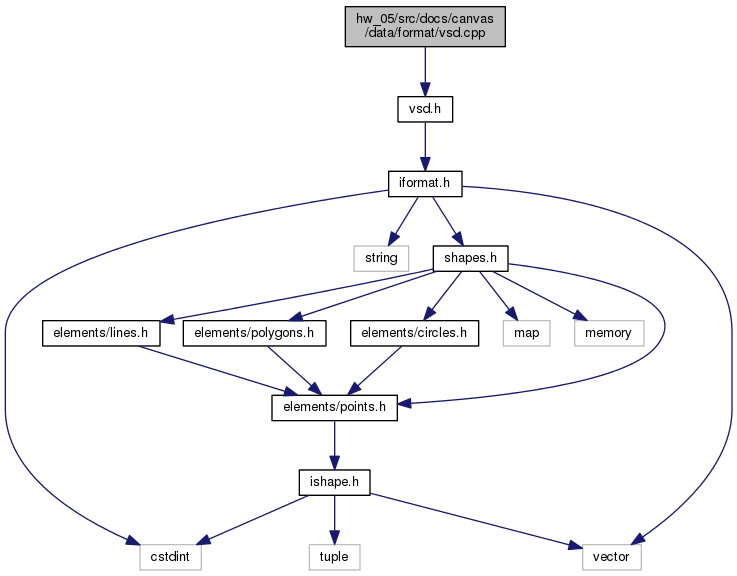 hw_05/src/docs/canvas
/data/format/vsd.cpp
vsd.h
iformat.h
string
shapes.h
elements/lines.h
elements/polygons.h
elements/circles.h
map
memory
elements/points.h
ishape.h
cstdint
tuple
vector